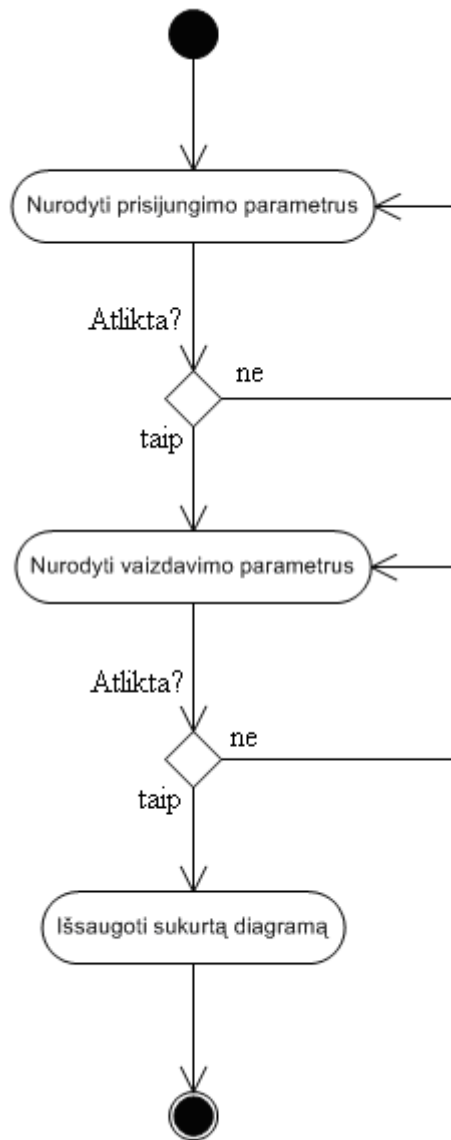 Nurodyti prisijungimo parametrus
Atlikta?
ne
taip
Nurodyti vaizdavimo parametrus
Atlikta?
ne
taip
Išsaugoti sukurtą diagramą